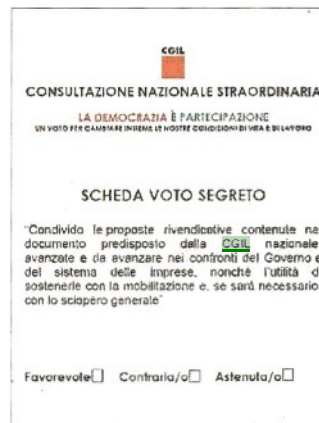 CGIL
CONSULTAZIONE NAZIONALE STRAORDINARIA
LA DEMOCRAZIA È PARTECIPAZIONE
UN VOTO PER CAMBIARE INSIEME LE NOSTRE CONDIZIONI DI VITA E DI LAVORO
SCHEDA VOTO SEGRETO
"Condivido le proposte rivendicative contenute ne
documento predisposto dalla CGIL nazionale
avanzate e da avanzare nei confronti del Governo e
del sistema delle imprese, nonché l'utilità d
sostenerle con la mobilitazione e, se sarà necessario
con lo sciopero generale"
Favorevole Contraria/o Astenuta/o